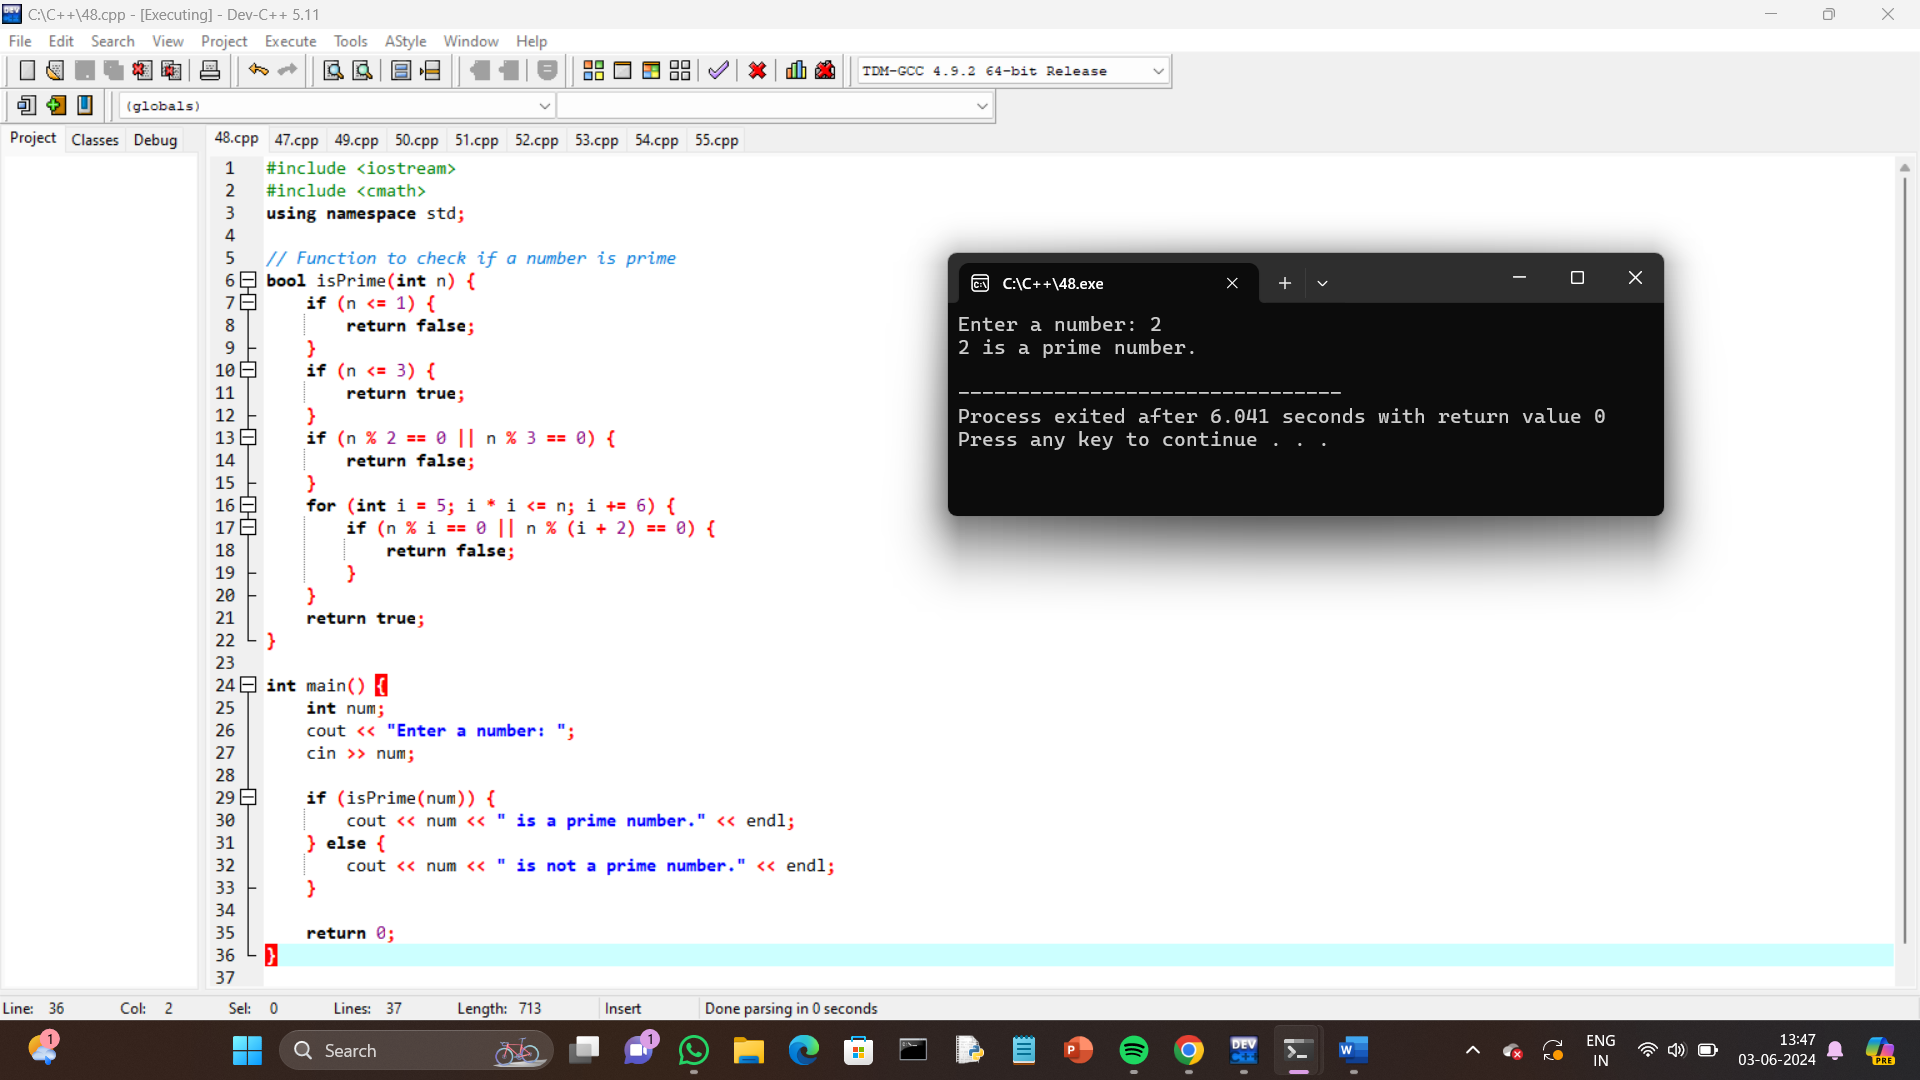 C:\C++\48.cpp - [Executing] - Dev-C++ 5.11
File Edit Search View Project Execute Tools AStyle Window Help
TDM-GCC 4.9.2 64-bit Release
(globals)
Project Classes Debug 48.cpp 47.cpp 49.cpp 50.cpp 51.cpp 52.cpp 53.cpp 54.cpp 55.cpp
1 #include <iostream>
2 #include <cmath>
3 using namespace std;
4
5 // Function to check if a number is prime
6 bool isPrime(int n) {
7 if (n <= 1) {
8 return false;
9 }
10 if (n <= 3) {
11 return true;
12 }
13 if (n % 2 == 0 || n % 3 == 0) {
14 return false;
15 }
16 for (int i = 5; i * i <= n; i += 6) {
17 if (n % i == 0 || n % (i + 2) == 0) {
18 return false;
19 }
20 }
21 return true;
22 }
23
24 int main() {
25 int num;
26 cout << "Enter a number: ";
27 cin >> num;
28
29 if (isPrime(num)) {
30 cout << num << " is a prime number." << endl;
31 } else {
32 cout << num << " is not a prime number." << endl;
33 }
34
35 return 0;
36 }
37
C:\C++\48.exe
Enter a number: 2
2 is a prime number.
--------------------------------
Process exited after 6.041 seconds with return value 0
Press any key to continue . . .
Line: 36 Col: 2 Sel: 0 Lines: 37 Length: 713 Insert Done parsing in 0 seconds
1 Search 1 P DEV C++ W ENG 13:47
IN 03-06-2024 PRE